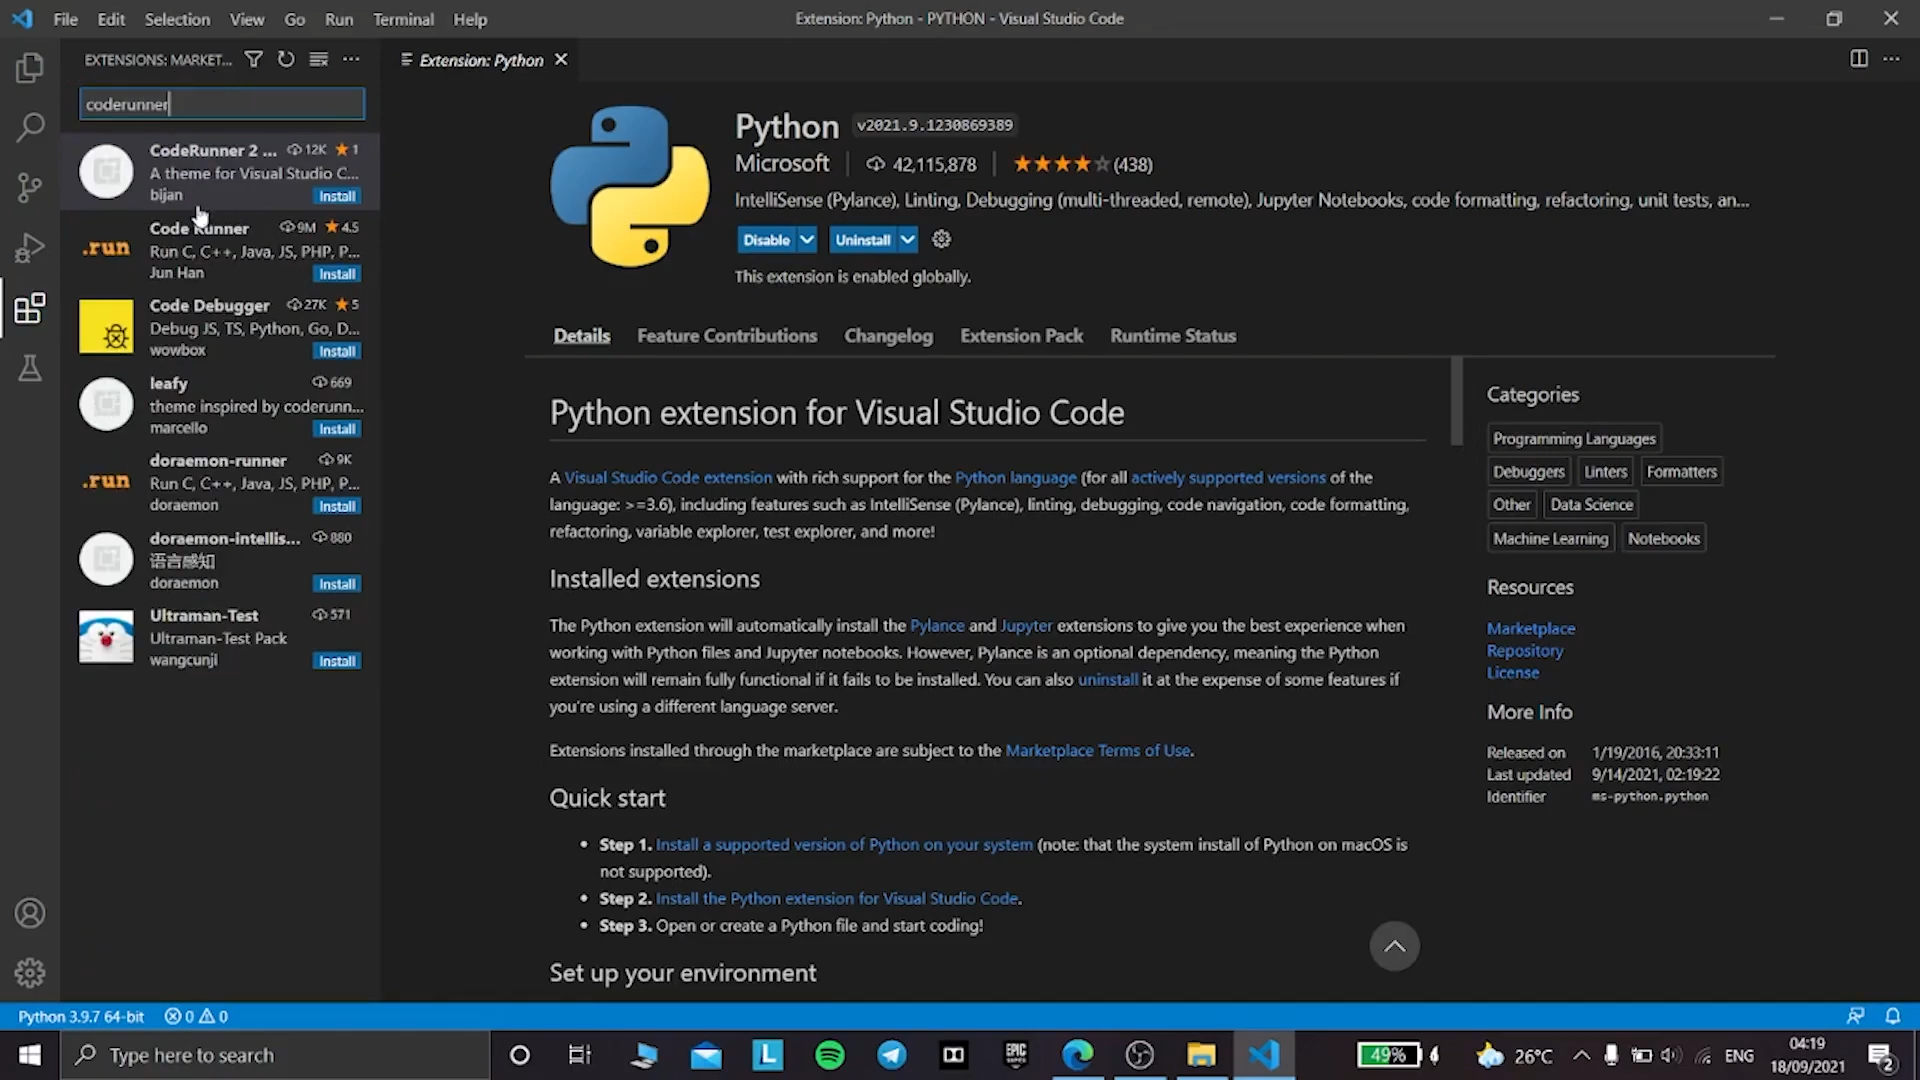 File Edit Selection View Go Run Terminal Help
Extension: Python - PYTHON - Visual Studio Code
EXTENSIONS: MARKET...
coderunner
CodeRunner 2 ... 12K 1
A theme for Visual Studio C...
bijan
Install
Code Runner 9M 4.5
Run C, C++, Java, JS, PHP, P...
Jun Han
Install
.run
Code Debugger 27K 5
Debug JS, TS, Python, Go, D...
wowbox
Install
leafy 669
theme inspired by coderunn...
marcello
Install
doraemon-runner 9K
Run C, C++, Java, JS, PHP, P...
doraemon
Install
.run
doraemon-intellis... 880
语言感知
doraemon
Install
Ultraman-Test 571
Ultraman-Test Pack
wangcunji
Install
Extension: Python
Python v2021.9.1230869389
Microsoft 42,115,878 (438)
IntelliSense (Pylance), Linting, Debugging (multi-threaded, remote), Jupyter Notebooks, code formatting, refactoring, unit tests, an...
Disable Uninstall
This extension is enabled globally.
Details Feature Contributions Changelog Extension Pack Runtime Status
Python extension for Visual Studio Code
A Visual Studio Code extension with rich support for the Python language (for all actively supported versions of the
language: >=3.6), including features such as IntelliSense (Pylance), linting, debugging, code navigation, code formatting,
refactoring, variable explorer, test explorer, and more!
Installed extensions
The Python extension will automatically install the Pylance and Jupyter extensions to give you the best experience when
working with Python files and Jupyter notebooks. However, Pylance is an optional dependency, meaning the Python
extension will remain fully functional if it fails to be installed. You can also uninstall it at the expense of some features if
you're using a different language server.
Extensions installed through the marketplace are subject to the Marketplace Terms of Use.
Quick start
• Step 1. Install a supported version of Python on your system (note: that the system install of Python on macOS is
not supported).
• Step 2. Install the Python extension for Visual Studio Code.
• Step 3. Open or create a Python file and start coding!
Set up your environment
Categories
Programming Languages
Debuggers Linters Formatters
Other Data Science
Machine Learning Notebooks
Resources
Marketplace
Repository
License
More Info
Released on 1/19/2016, 20:33:11
Last updated 9/14/2021, 02:19:22
Identifier ms-python.python
Python 3.9.7 64-bit 0 0
Type here to search
L
EPIC
GAMES
49%
26°C
ENG
04:19
18/09/2021
2